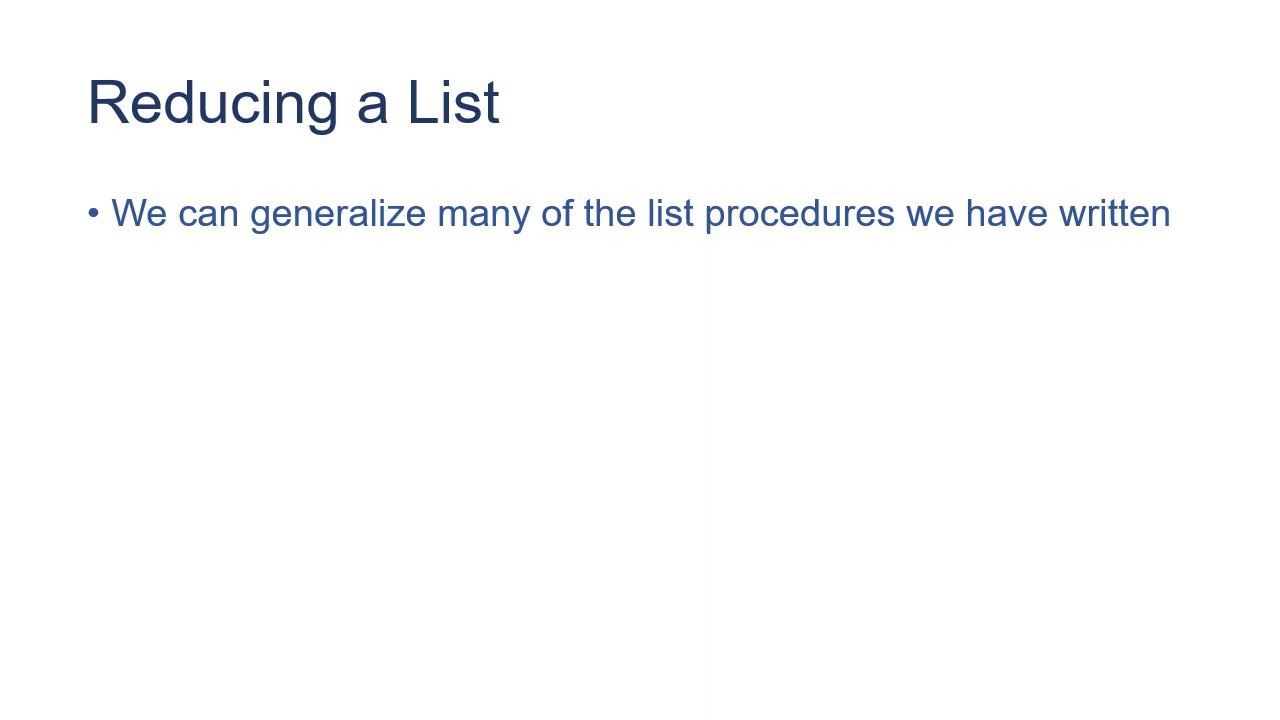 Reducing a List
• We can generalize many of the list procedures we have written